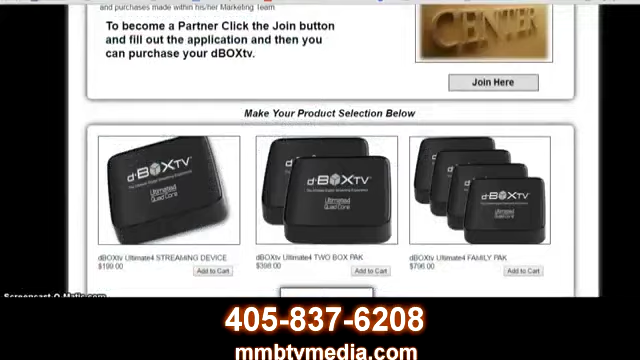 and purchases made within his/her Marketing Team
To become a Partner Click the Join button
and fill out the application and then you
can purchase your dBOXtv.
CENTER
Join Here
Make Your Product Selection Below
d-BOXTV
Ultimate4
Quad Core
d-BOXTV
Ultimate4
Quad Core
d-BOXTV
dBOXtv Ultimate4 STREAMING DEVICE
$199.00
Add to Cart
dBOXtv Ultimate4 TWO BOX PAK
$398.00
Add to Cart
dBOXtv Ultimate4 FAMILY PAK
$796.00
Add to Cart
Screencast-O-Matic.com
405-837-6208
mmbtvmedia.com